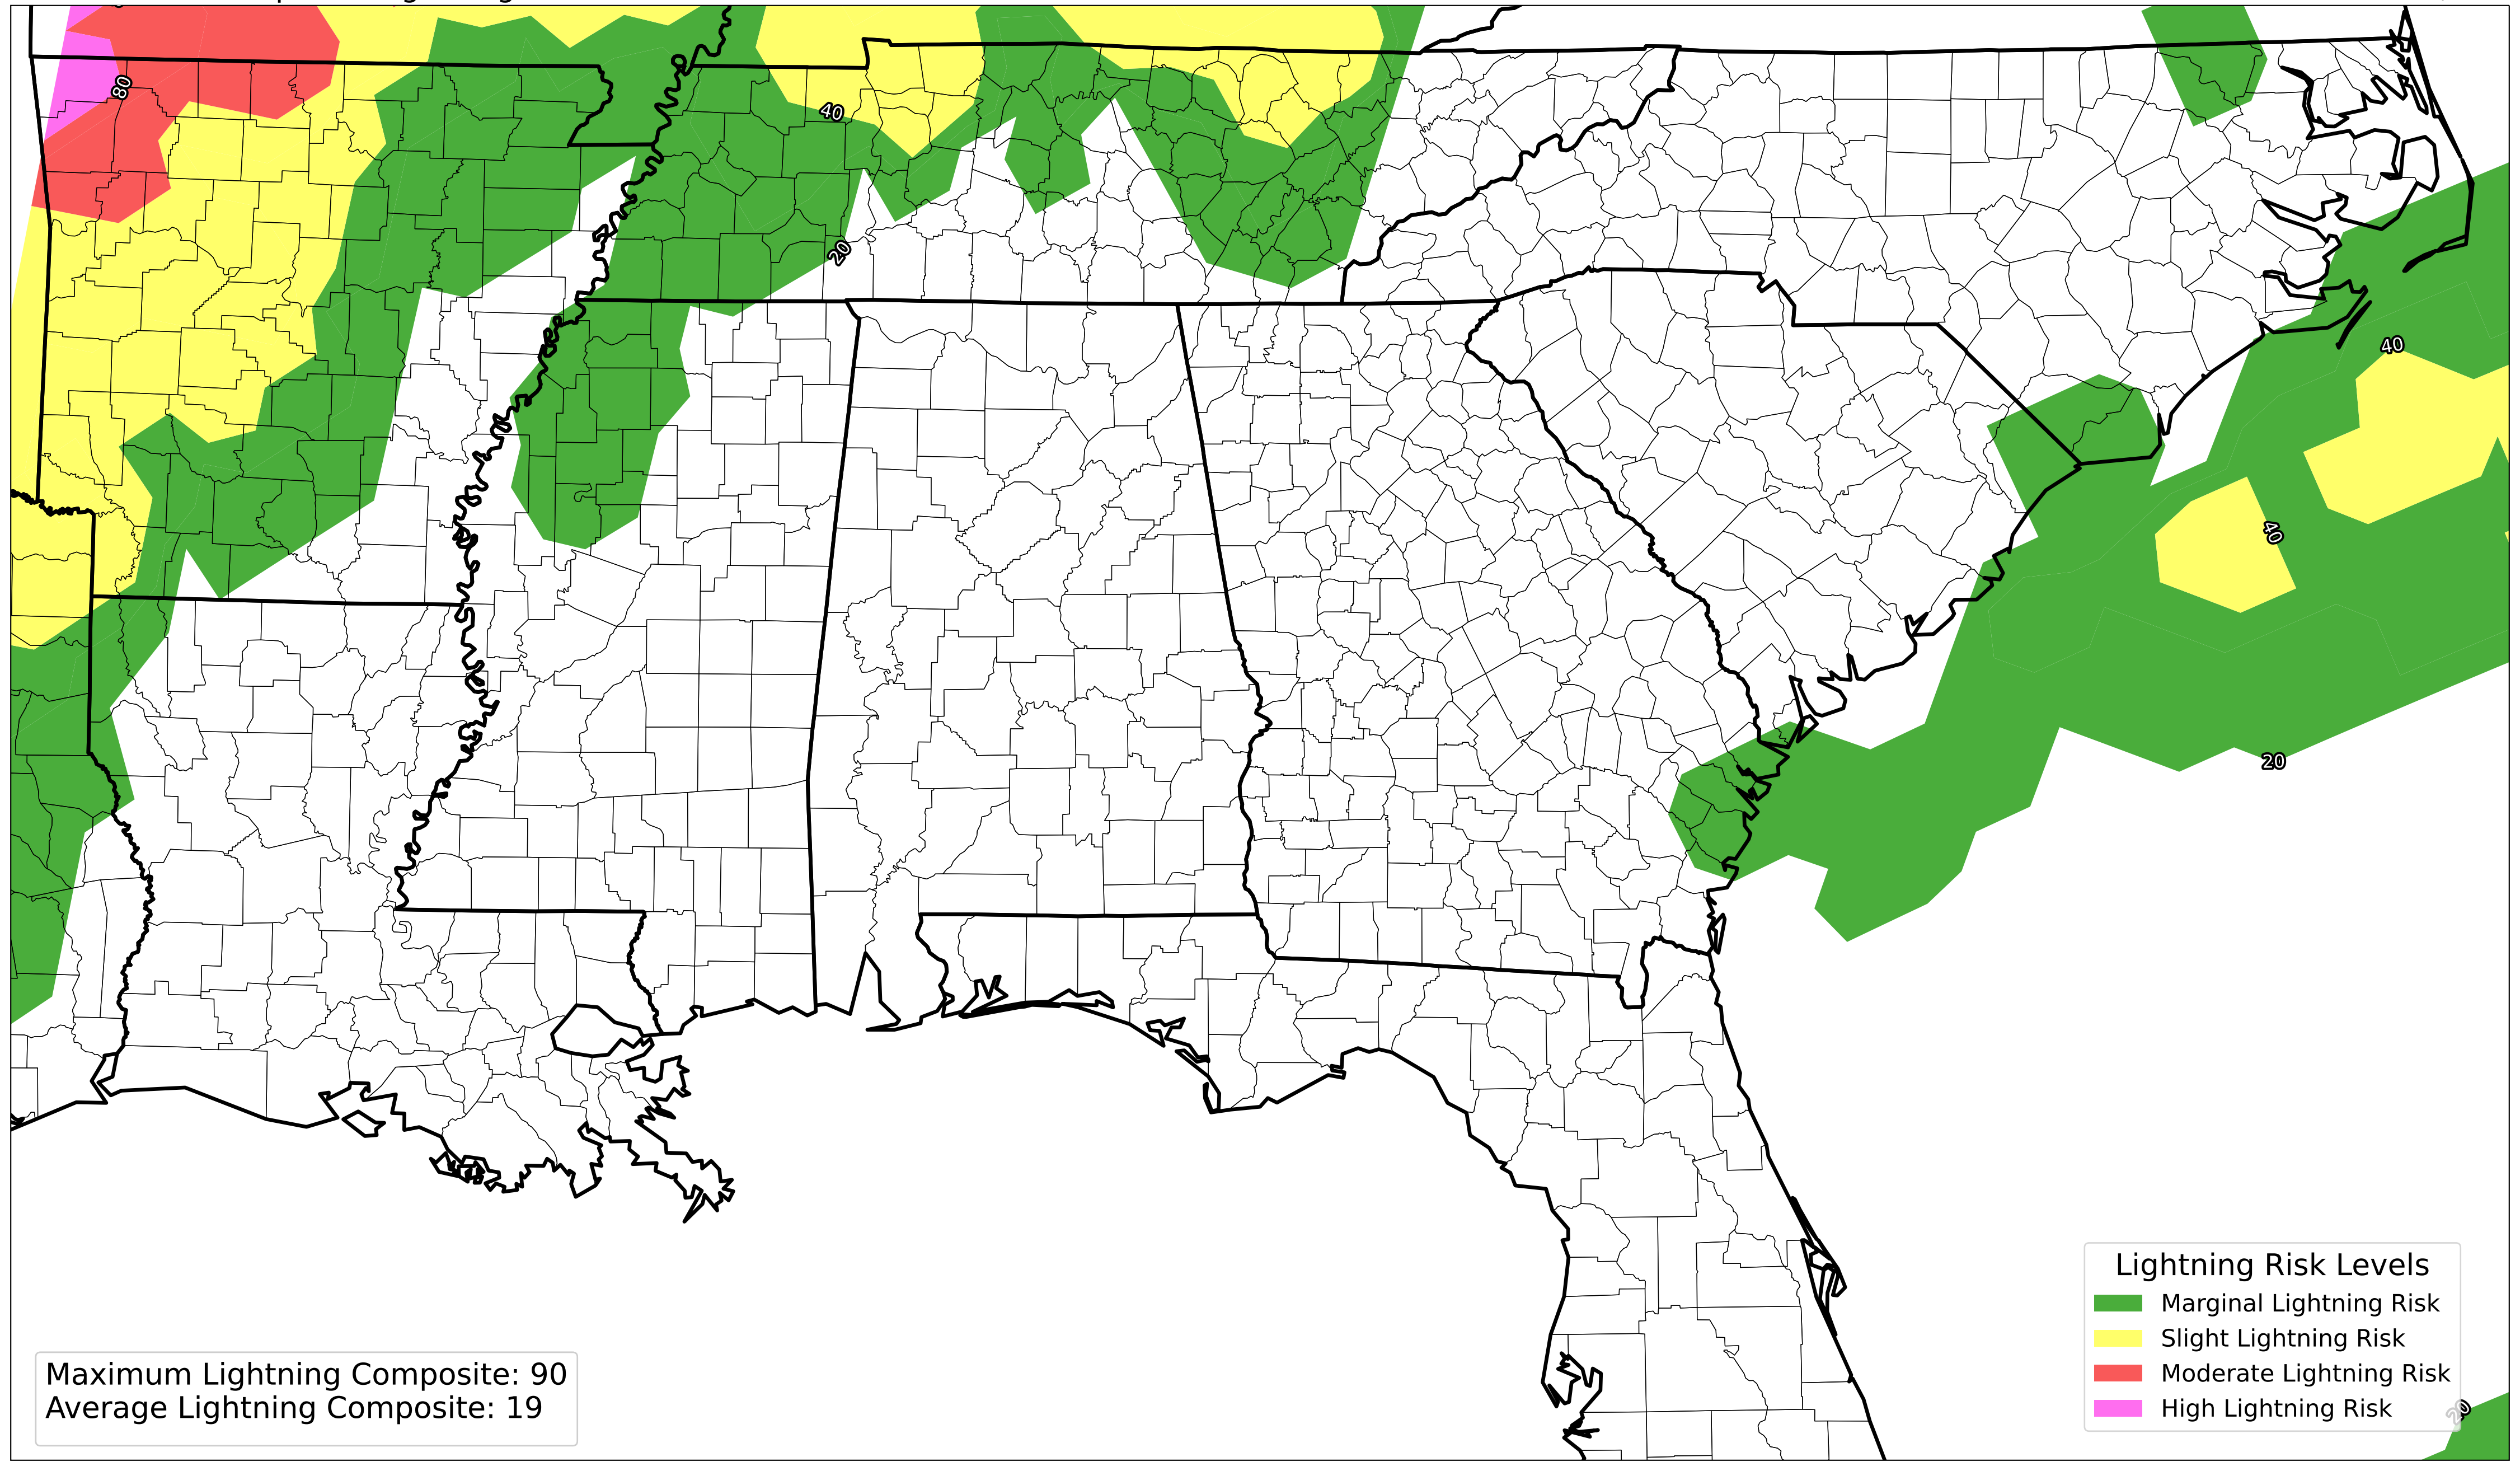 80
40
20
40
40
20
Lightning Risk Levels
Marginal Lightning Risk
Slight Lightning Risk
Moderate Lightning Risk
High Lightning Risk
Maximum Lightning Composite: 90
Average Lightning Composite: 19
20